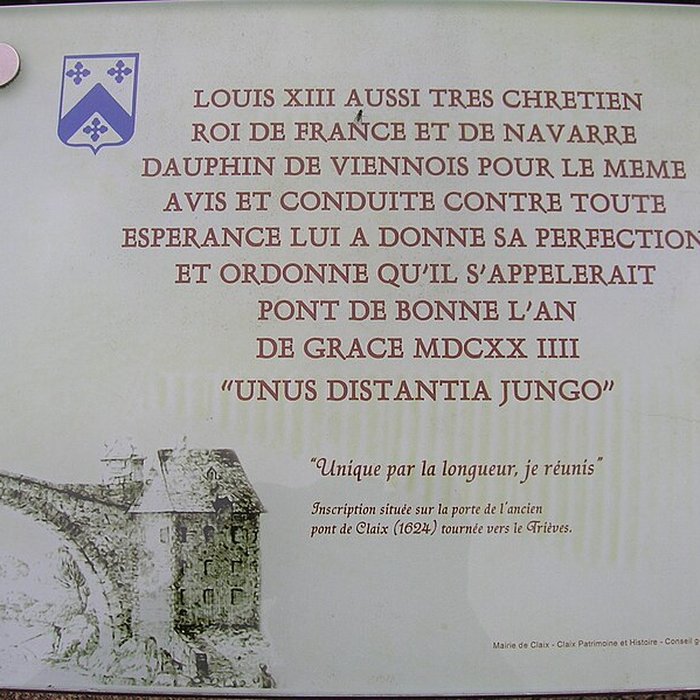 LOUIS XIII AUSSI TRES CHRETIEN
ROI DE FRANCE ET DE NAVARRE
DAUPHIN DE VIENNOIS POUR LE MEME
AVIS ET CONDUITE CONTRE TOUTE
ESPERANCE LUI A DONNE SA PERFECTION
ET ORDONNE QU'IL S'APPELERAIT
PONT DE BONNE L'AN
DE GRACE MDCXX IIII
"UNUS DISTANTIA JUNGO"
"Unique par la longueur, je réunis"
Inscription située sur la porte de l'ancien
pont de Claix (1624) tournée vers le Trièves.
Mairie de Claix - Claix Patrimoine et Histoire - Conseil